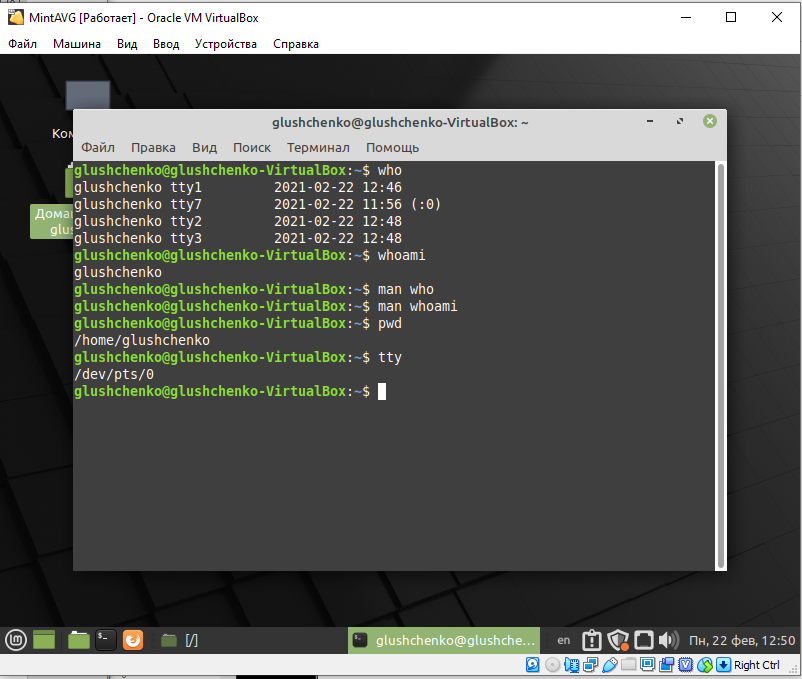 MintAVG [Работает] - Oracle VM VirtualBox
Файл Машина Вид Ввод Устройства Справка
glushchenko@glushchenko-VirtualBox: ~
Файл Правка Вид Поиск Терминал Помощь
glushchenko@glushchenko-VirtualBox:~$ who
glushchenko tty1         2021-02-22 12:46
glushchenko tty7         2021-02-22 11:56 (:0)
glushchenko tty2         2021-02-22 12:48
glushchenko tty3         2021-02-22 12:48
glushchenko@glushchenko-VirtualBox:~$ whoami
glushchenko
glushchenko@glushchenko-VirtualBox:~$ man who
glushchenko@glushchenko-VirtualBox:~$ man whoami
glushchenko@glushchenko-VirtualBox:~$ pwd
/home/glushchenko
glushchenko@glushchenko-VirtualBox:~$ tty
/dev/pts/0
glushchenko@glushchenko-VirtualBox:~$
Ком
Дома
glus
[/] glushchenko@glushche... en Пн, 22 фев, 12:50
Right Ctrl